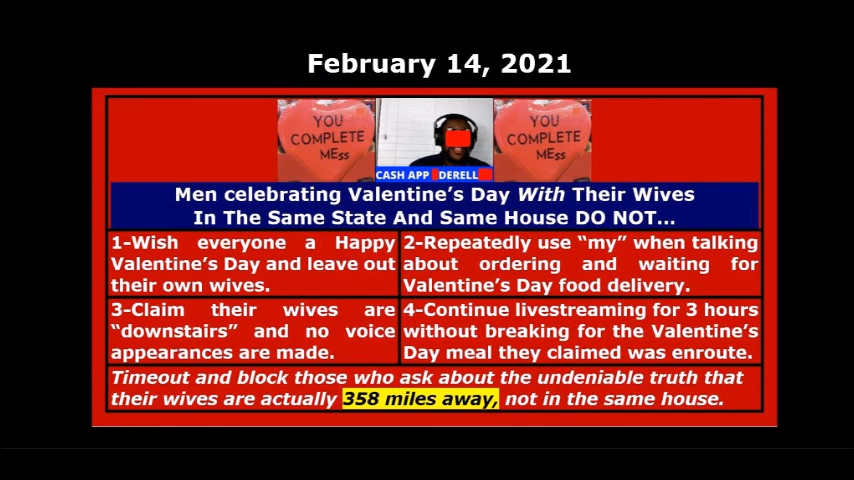 February 14, 2021
YOU
COMPLETE
MEss
YOU
COMPLETE
MEss
CASH APP DERELL
Men celebrating Valentine’s Day With Their Wives
In The Same State And Same House DO NOT...
1-Wish everyone a Happy
Valentine’s Day and leave out
their own wives.
2-Repeatedly use “my” when talking
about ordering and waiting for
Valentine’s Day food delivery.
3-Claim their wives are
“downstairs” and no voice
appearances are made.
4-Continue livestreaming for 3 hours
without breaking for the Valentine’s
Day meal they claimed was enroute.
Timeout and block those who ask about the undeniable truth that
their wives are actually 358 miles away, not in the same house.